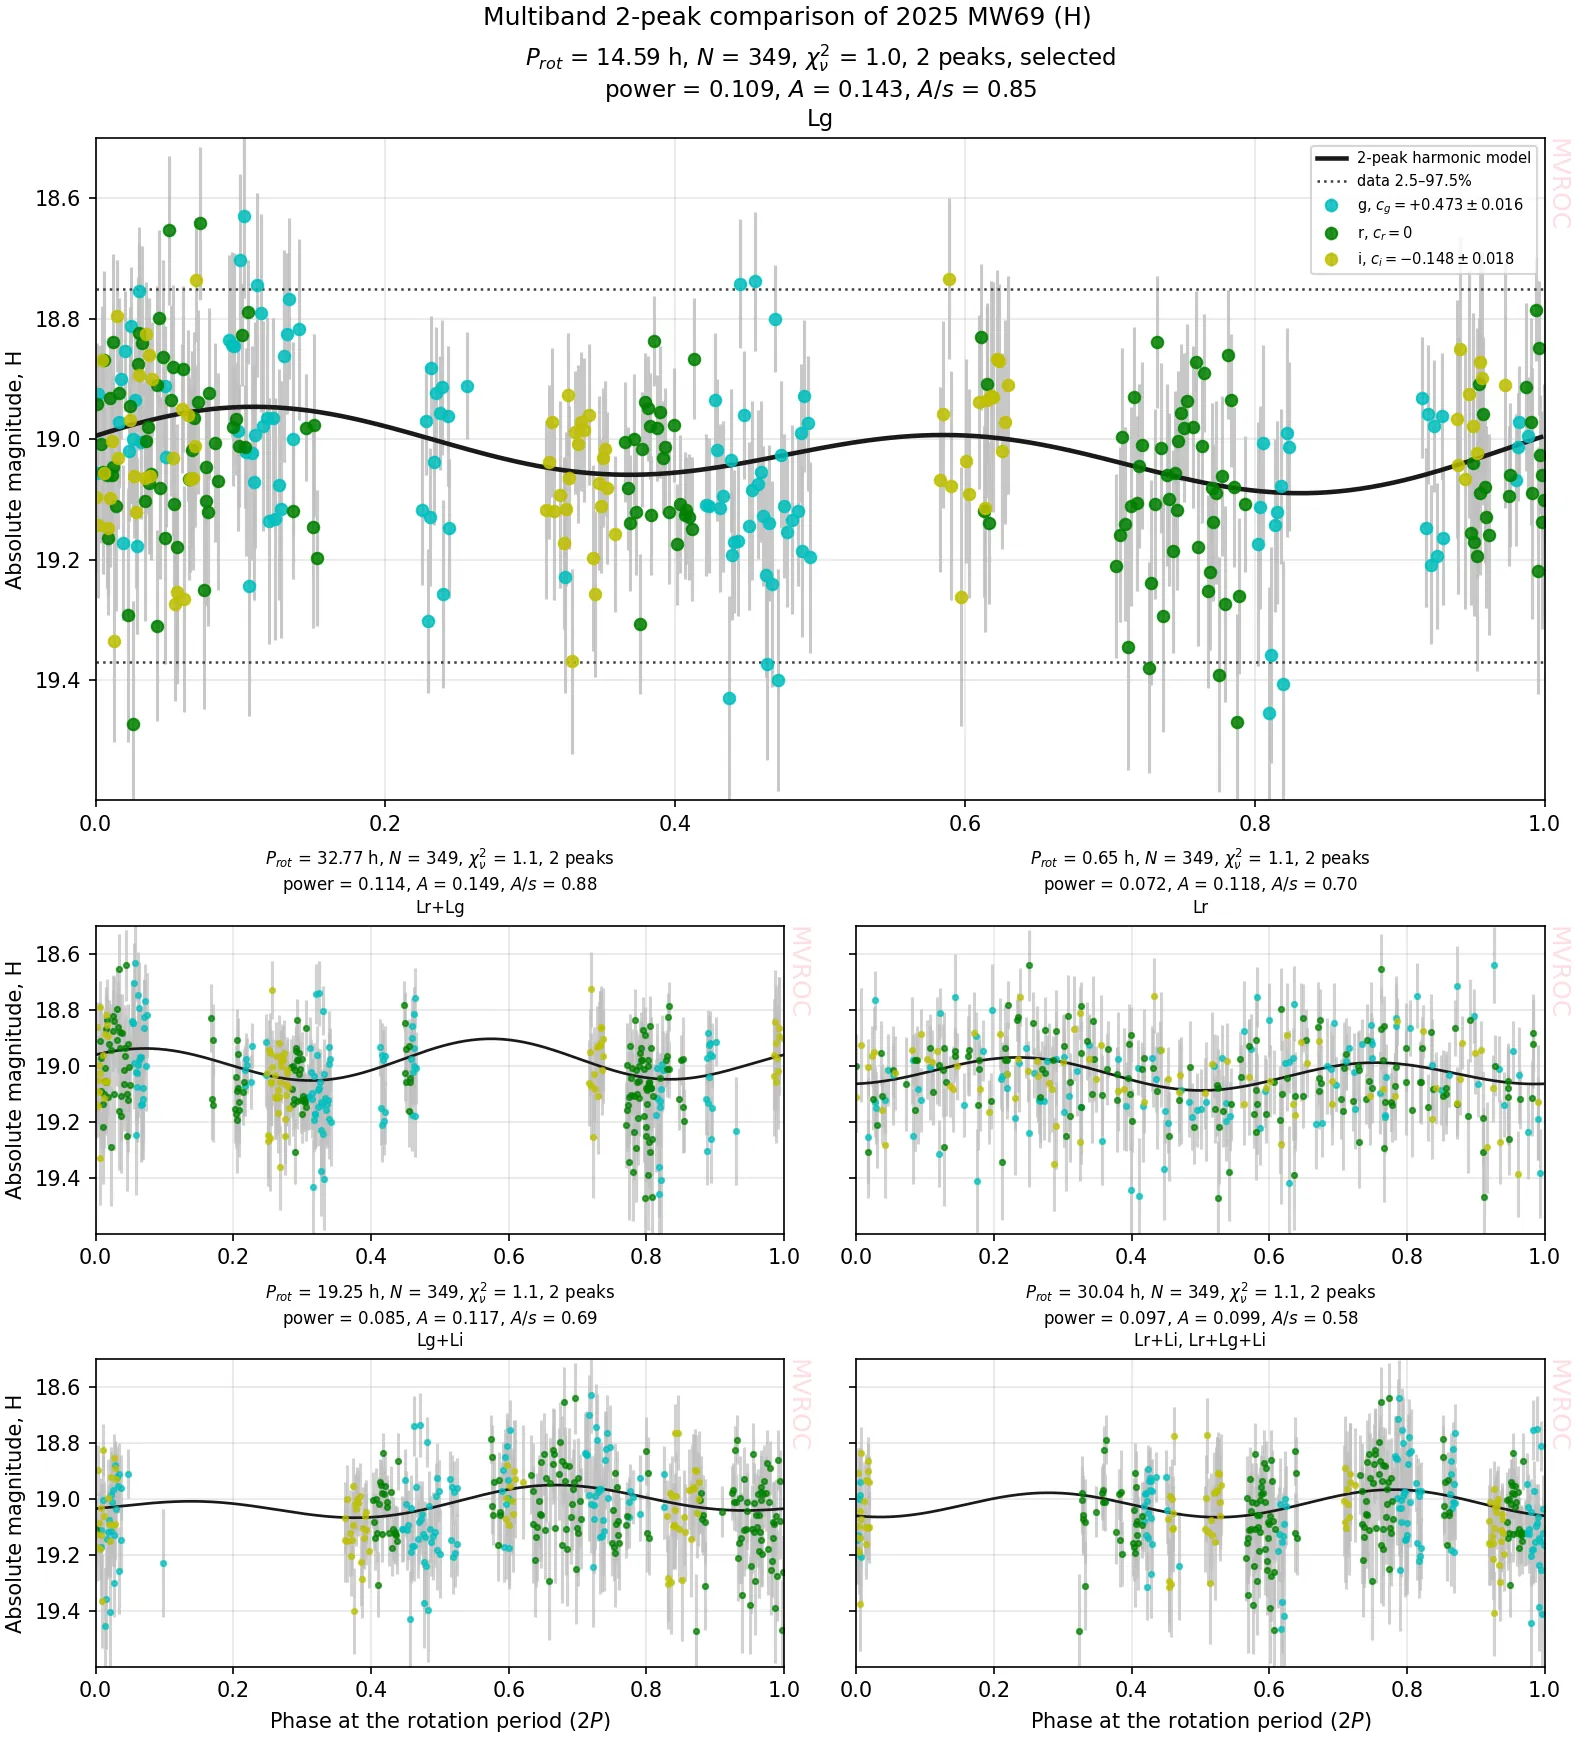 Multiband 2-peak comparison of 2025 MW69 (H)
P_rot = 14.59 h, N = 349, χ²_ν = 1.0, 2 peaks, selected
power = 0.109, A = 0.143, A/s = 0.85
Lg
Absolute magnitude, H
18.6
18.8
19.0
19.2
19.4
2-peak harmonic model
data 2.5–97.5%
g, c_g = +0.473 ± 0.016
r, c_r = 0
i, c_i = −0.148 ± 0.018
MVROC
0.0 0.2 0.4 0.6 0.8 1.0
P_rot = 32.77 h, N = 349, χ²_ν = 1.1, 2 peaks
power = 0.114, A = 0.149, A/s = 0.88
Lr+Lg
Absolute magnitude, H
18.6
18.8
19.0
19.2
19.4
MVROC
0.0 0.2 0.4 0.6 0.8 1.0
P_rot = 0.65 h, N = 349, χ²_ν = 1.1, 2 peaks
power = 0.072, A = 0.118, A/s = 0.70
Lr
MVROC
0.0 0.2 0.4 0.6 0.8 1.0
P_rot = 19.25 h, N = 349, χ²_ν = 1.1, 2 peaks
power = 0.085, A = 0.117, A/s = 0.69
Lg+Li
Absolute magnitude, H
18.6
18.8
19.0
19.2
19.4
MVROC
0.0 0.2 0.4 0.6 0.8 1.0
Phase at the rotation period (2P)
P_rot = 30.04 h, N = 349, χ²_ν = 1.1, 2 peaks
power = 0.097, A = 0.099, A/s = 0.58
Lr+Li, Lr+Lg+Li
MVROC
0.0 0.2 0.4 0.6 0.8 1.0
Phase at the rotation period (2P)